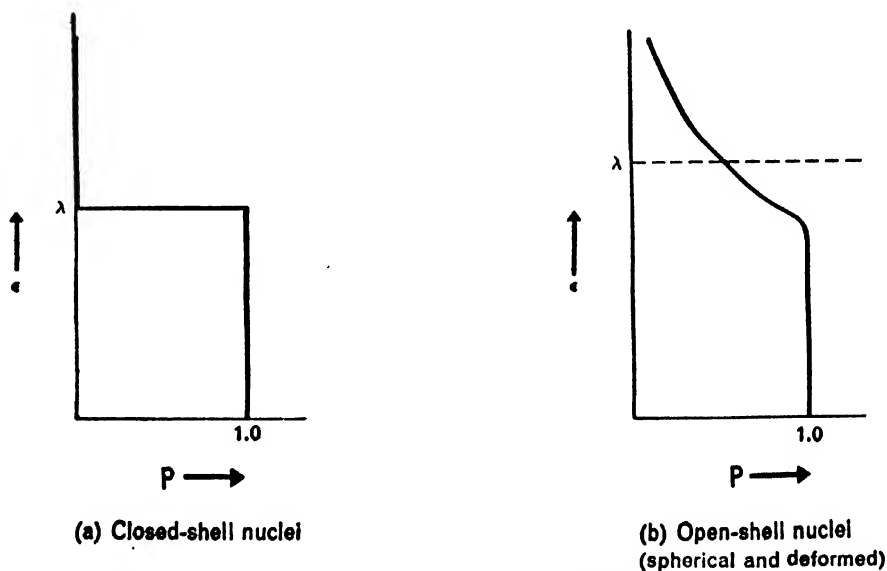 λ
ϵ
1.0
P
(a) Closed-shell nuclei
λ
ϵ
1.0
P
(b) Open-shell nuclei
(spherical and deformed)